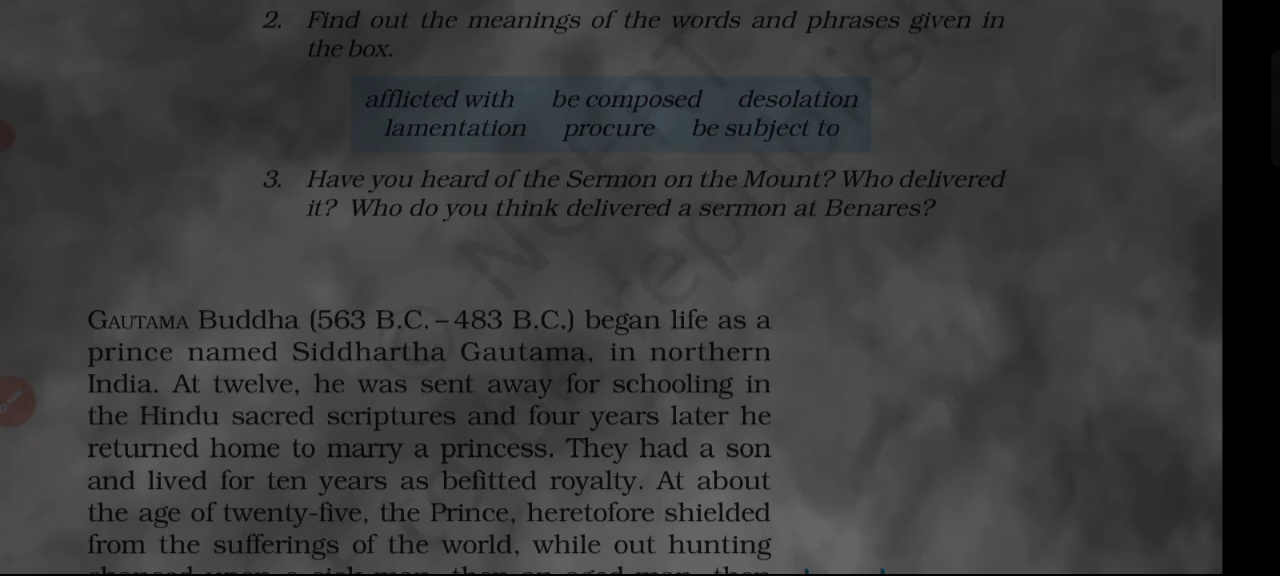 2. Find out the meanings of the words and phrases given in
the box.
afflicted with be composed desolation
lamentation procure be subject to
3. Have you heard of the Sermon on the Mount? Who delivered
it? Who do you think delivered a sermon at Benares?
GAUTAMA Buddha (563 B.C. – 483 B.C.) began life as a
prince named Siddhartha Gautama, in northern
India. At twelve, he was sent away for schooling in
the Hindu sacred scriptures and four years later he
returned home to marry a princess. They had a son
and lived for ten years as befitted royalty. At about
the age of twenty-five, the Prince, heretofore shielded
from the sufferings of the world, while out hunting
© NCERT